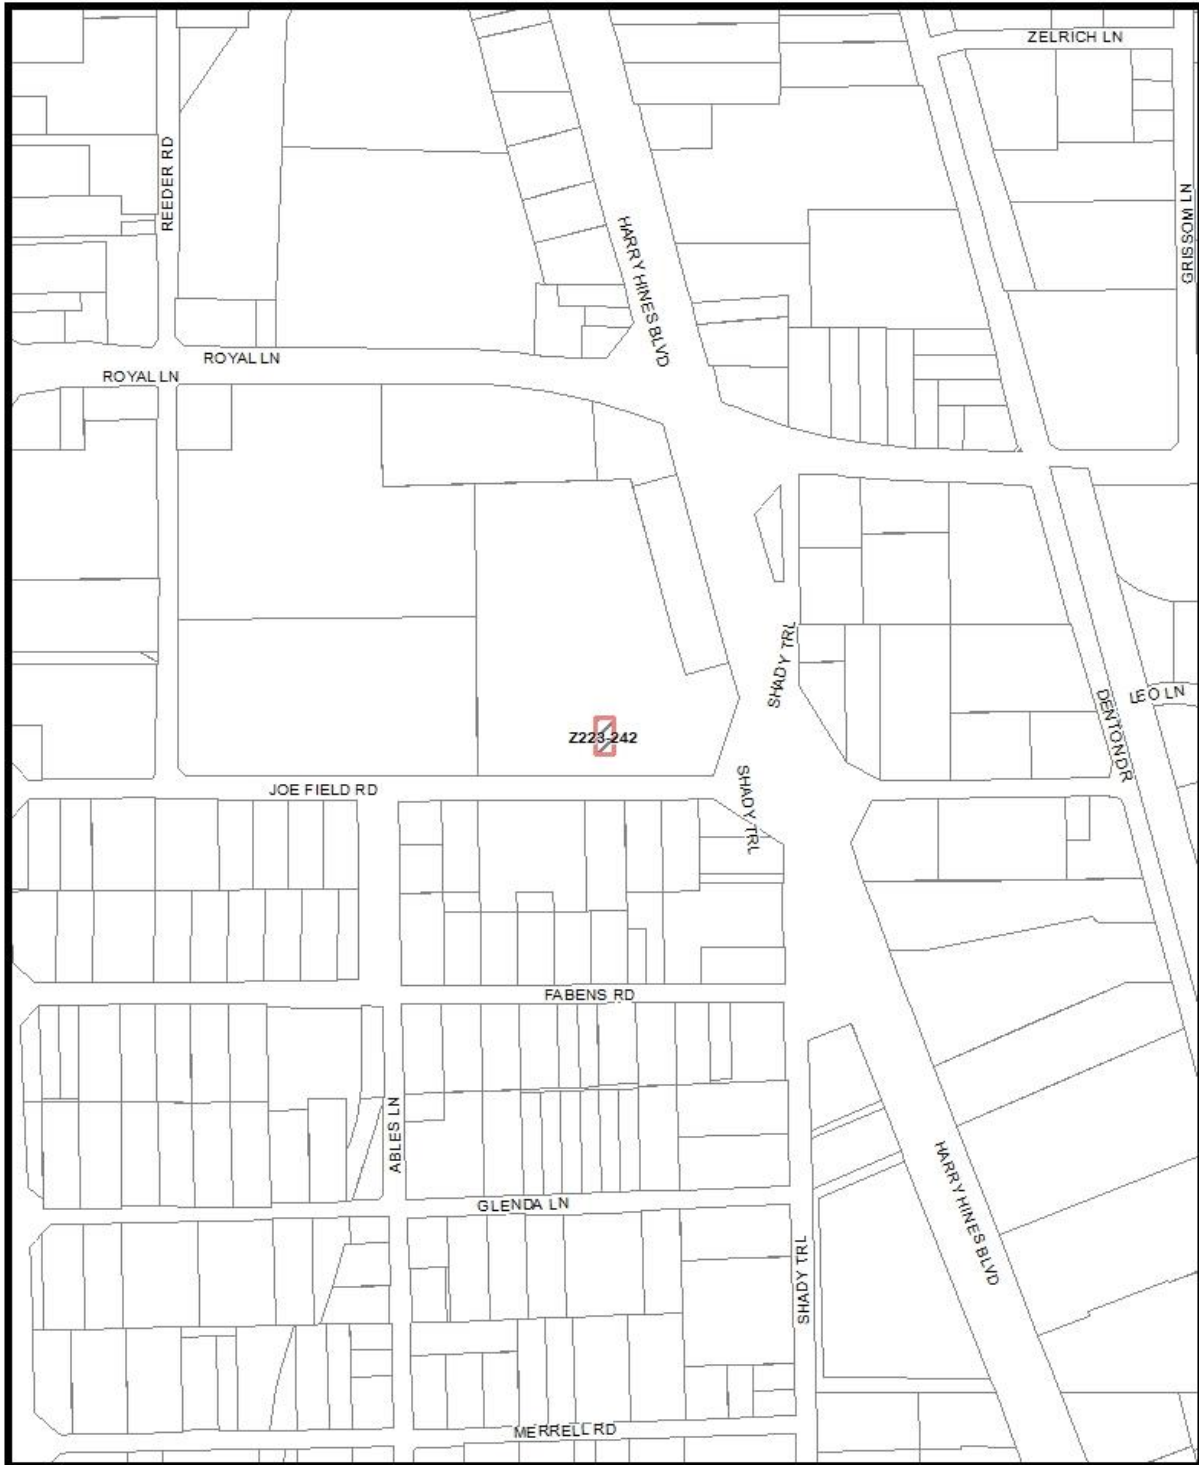 ZELRICH LN
REEDER RD
GRISSOM LN
HARRY HINES BLVD
ROYAL LN
ROYAL LN
SHADY TRL
LEO LN
DENTON DR
Z223-242
JOE FIELD RD
SHADY TRL
FABENS RD
ABLES LN
GLENDA LN
HARRY HINES BLVD
SHADY TRL
MERRELL RD